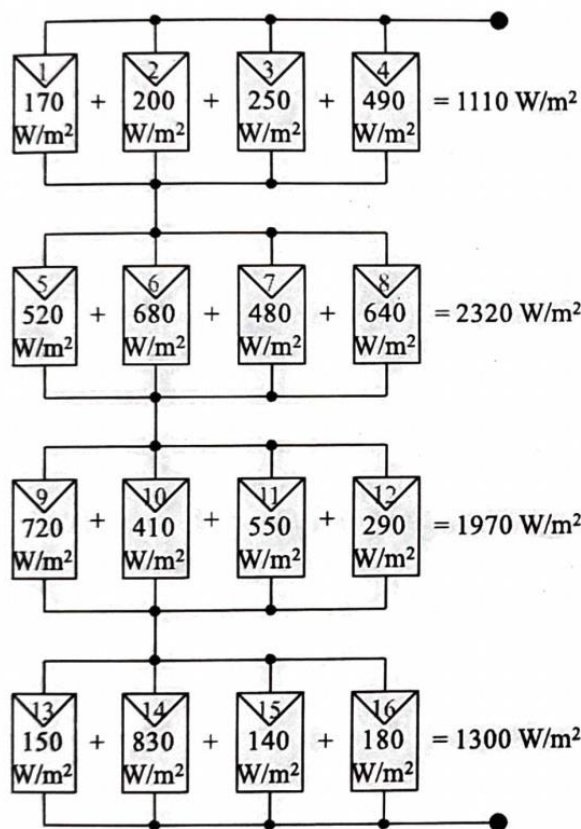 1 2 3 4
170 + 200 + 250 + 490 = 1110 W/m²
W/m² W/m² W/m² W/m²
5 6 7 8
520 + 680 + 480 + 640 = 2320 W/m²
W/m² W/m² W/m² W/m²
9 10 11 12
720 + 410 + 550 + 290 = 1970 W/m²
W/m² W/m² W/m² W/m²
13 14 15 16
150 + 830 + 140 + 180 = 1300 W/m²
W/m² W/m² W/m² W/m²